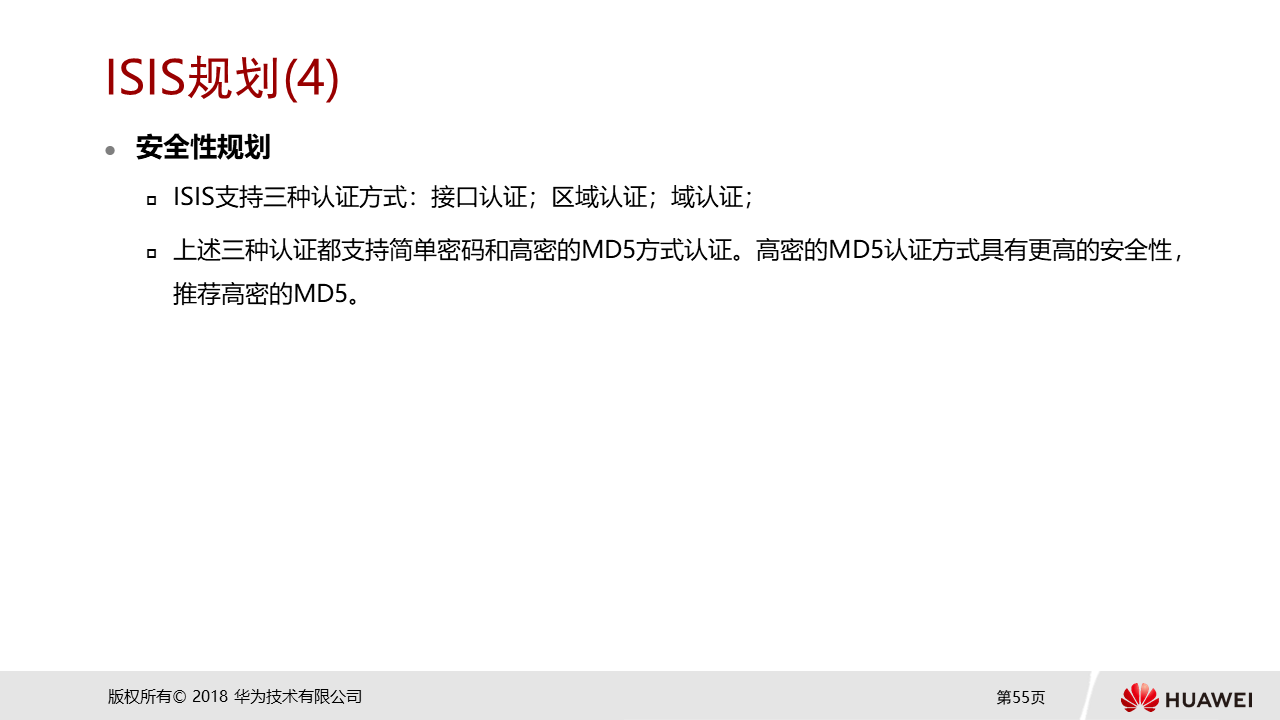 ISIS规划(4)
安全性规划
ISIS支持三种认证方式：接口认证；区域认证；域认证；
上述三种认证都支持简单密码和高密的MD5方式认证。高密的MD5认证方式具有更高的安全性，
推荐高密的MD5。
版权所有© 2018 华为技术有限公司
第55页
HUAWEI